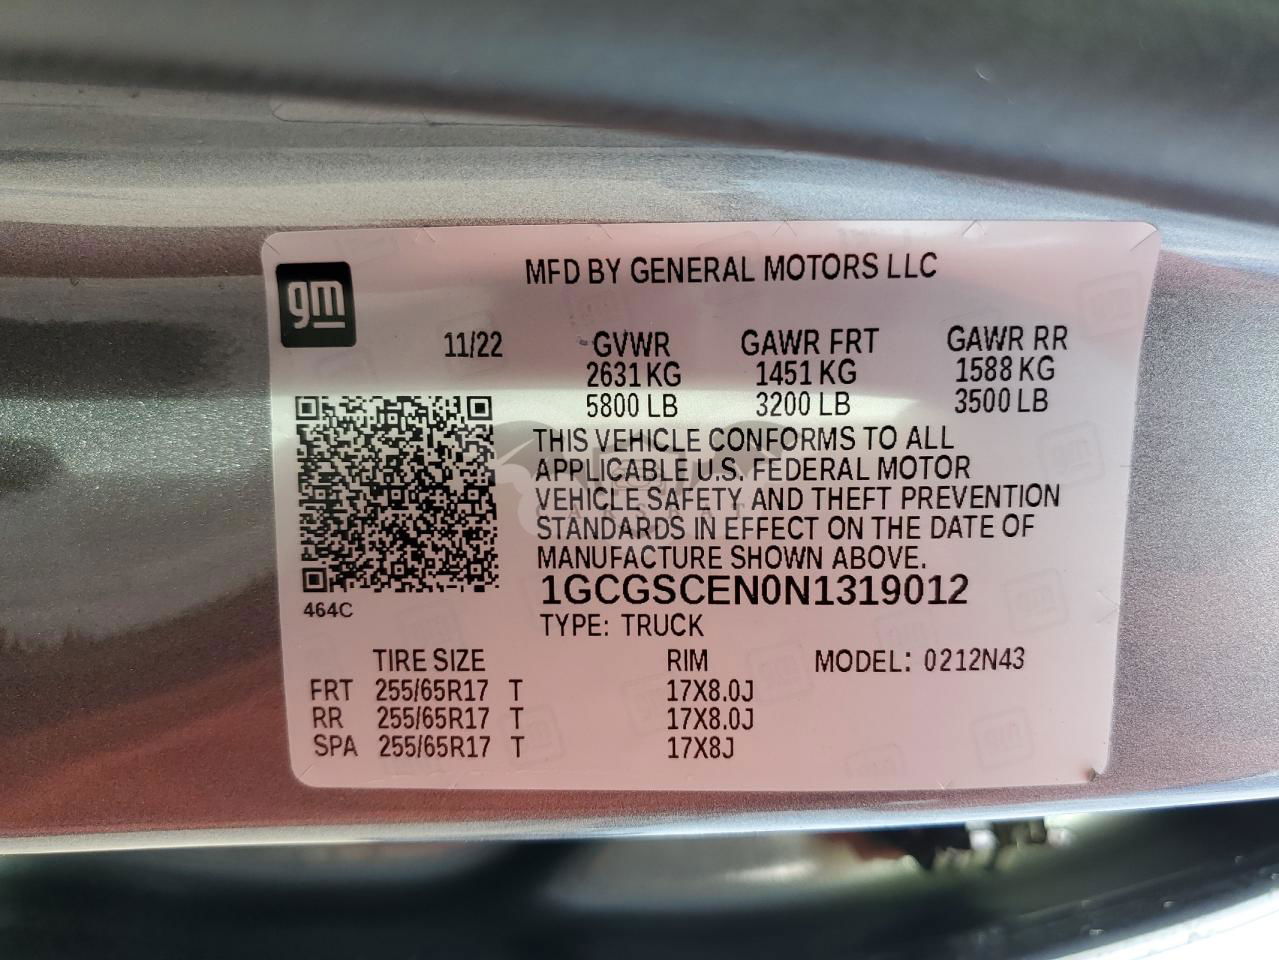 MFD BY GENERAL MOTORS LLC
gm
11/22 GVWR GAWR FRT GAWR RR
2631 KG 1451 KG 1588 KG
5800 LB 3200 LB 3500 LB
THIS VEHICLE CONFORMS TO ALL
APPLICABLE U.S. FEDERAL MOTOR
VEHICLE SAFETY AND THEFT PREVENTION
STANDARDS IN EFFECT ON THE DATE OF
MANUFACTURE SHOWN ABOVE.
1GCGSCEN0N1319012
464C
TYPE: TRUCK
TIRE SIZE RIM MODEL: 0212N43
FRT 255/65R17 T 17X8.0J
RR 255/65R17 T 17X8.0J
SPA 255/65R17 T 17X8J